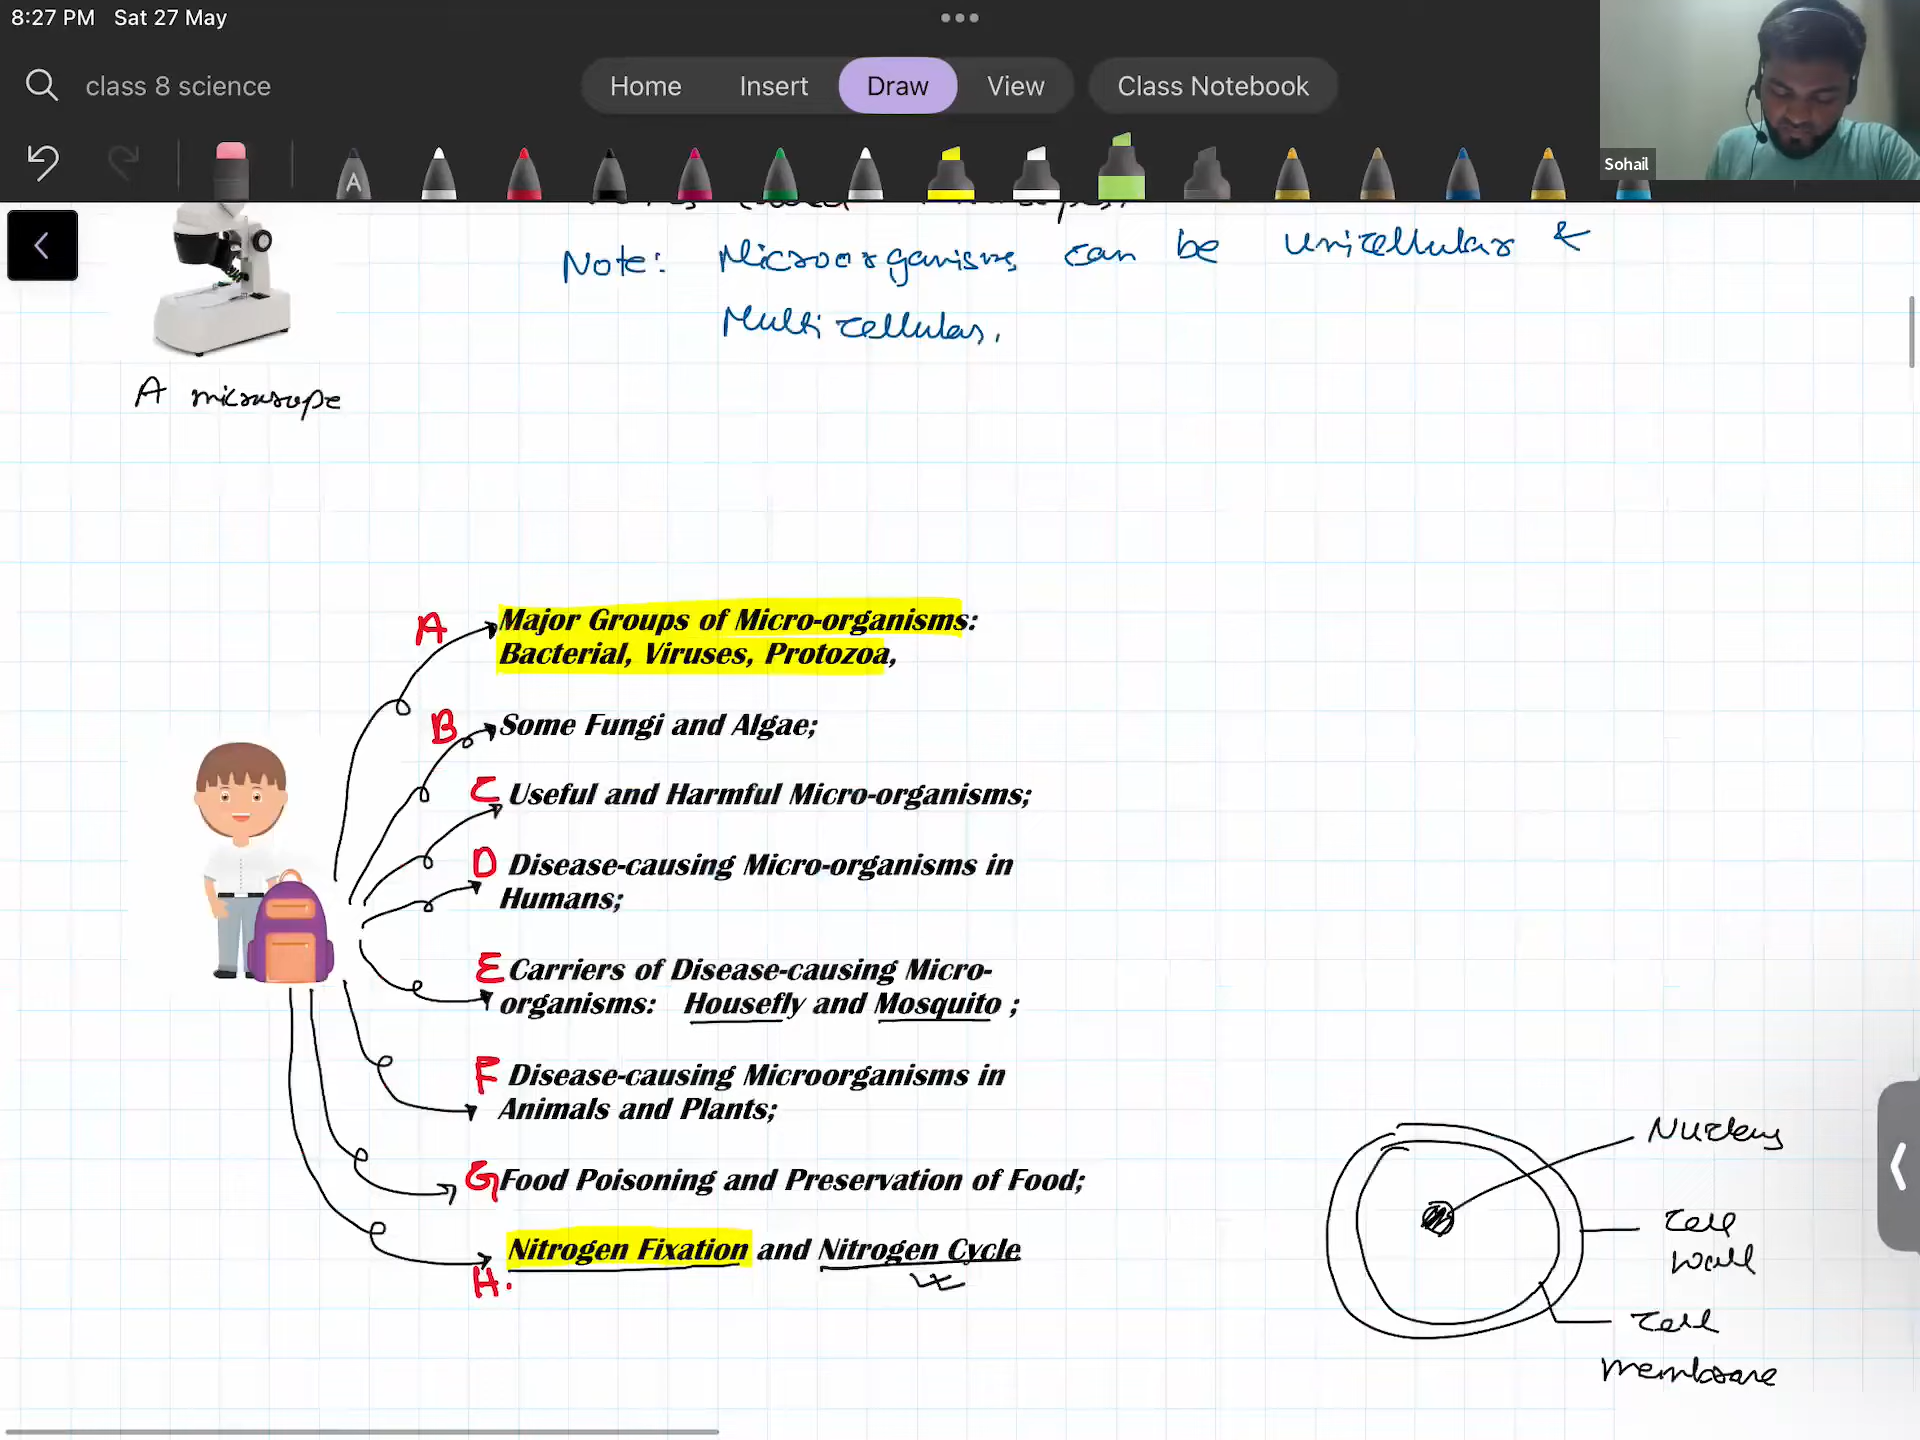 8:27 PM Sat 27 May
class 8 science
Home Insert Draw View Class Notebook
A
Sohail
Note: Microorganisms can be Unicellular &
Multicellular.
A microscope
A Major Groups of Micro-organisms:
Bacterial, Viruses, Protozoa,
B Some Fungi and Algae;
C Useful and Harmful Micro-organisms;
D Disease-causing Micro-organisms in
Humans;
E Carriers of Disease-causing Micro-
organisms: Housefly and Mosquito ;
F Disease-causing Microorganisms in
Animals and Plants;
G Food Poisoning and Preservation of Food;
H. Nitrogen Fixation and Nitrogen Cycle
Nucleus
Cell
Wall
Cell
membrane